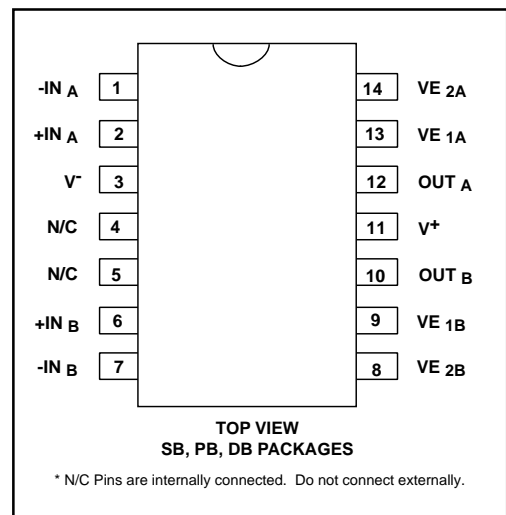 -IN A 1 14 VE 2A
+IN A 2 13 VE 1A
V- 3 12 OUT A
N/C 4 11 V+
N/C 5 10 OUT B
+IN B 6 9 VE 1B
-IN B 7 8 VE 2B
TOP VIEW
SB, PB, DB PACKAGES
* N/C Pins are internally connected. Do not connect externally.